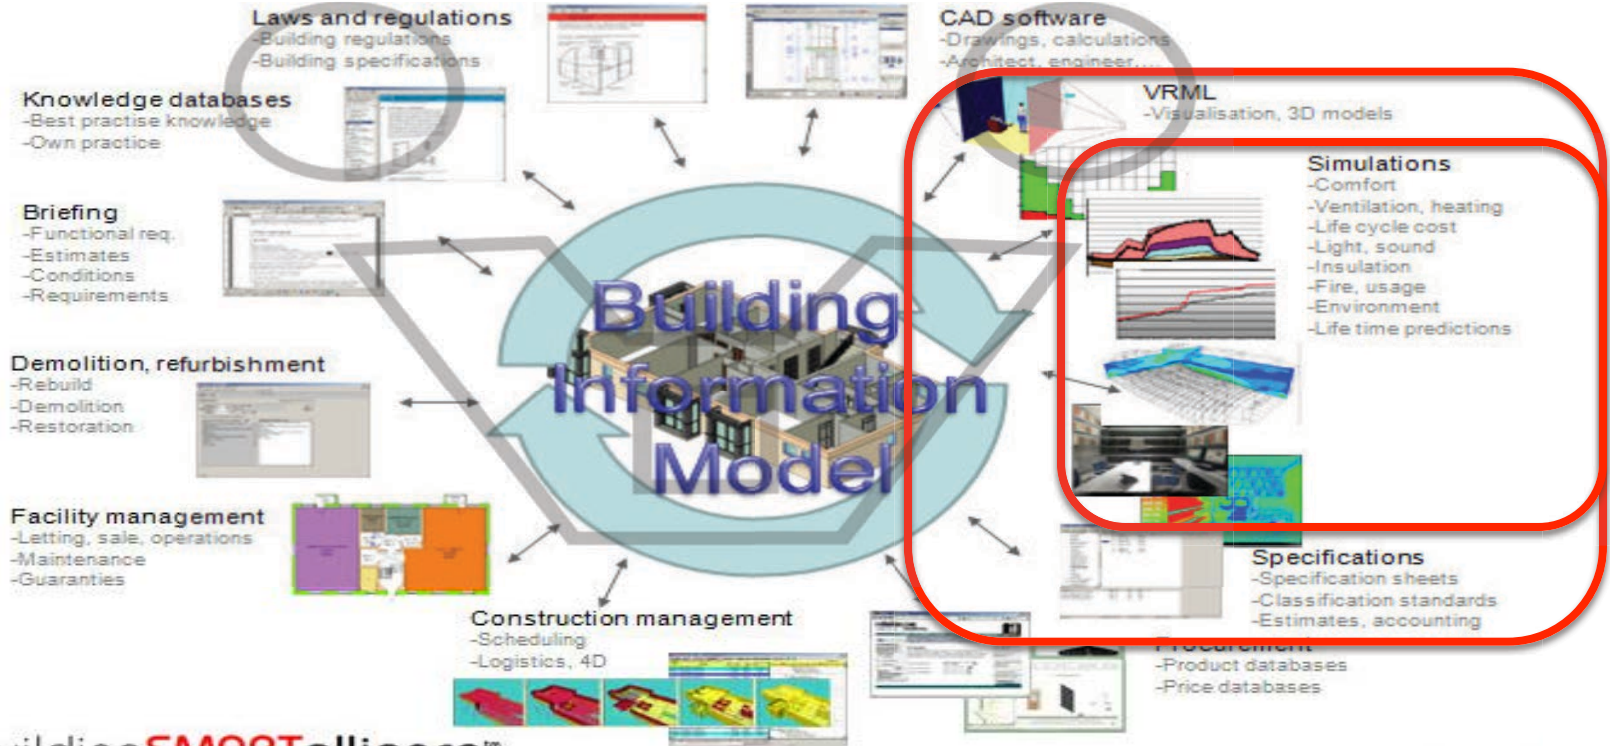 Laws and regulations
-Building regulations
-Building specifications
CAD software
-Drawings, calculations
-Architect, engineer....
Knowledge databases
-Best practise knowledge
-Own practice
VRML
-Visualisation, 3D models
Simulations
-Comfort
-Ventilation, heating
-Life cycle cost
-Light, sound
-Insulation
-Fire, usage
-Environment
-Life time predictions
Briefing
-Functional req.
-Estimates
-Conditions
-Requirements
Building
Information
Model
Demolition, refurbishment
-Rebuild
-Demolition
-Restoration
Facility management
-Letting, sale, operations
-Maintenance
-Guaranties
Specifications
-Specification sheets
-Classification standards
-Estimates, accounting
Construction management
-Scheduling
-Logistics, 4D
Procurement
-Product databases
-Price databases